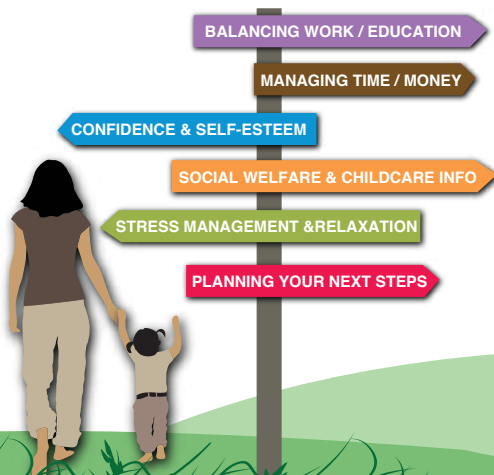 BALANCING WORK / EDUCATION
MANAGING TIME / MONEY
CONFIDENCE & SELF-ESTEEM
SOCIAL WELFARE & CHILDCARE INFO
STRESS MANAGEMENT &RELAXATION
PLANNING YOUR NEXT STEPS